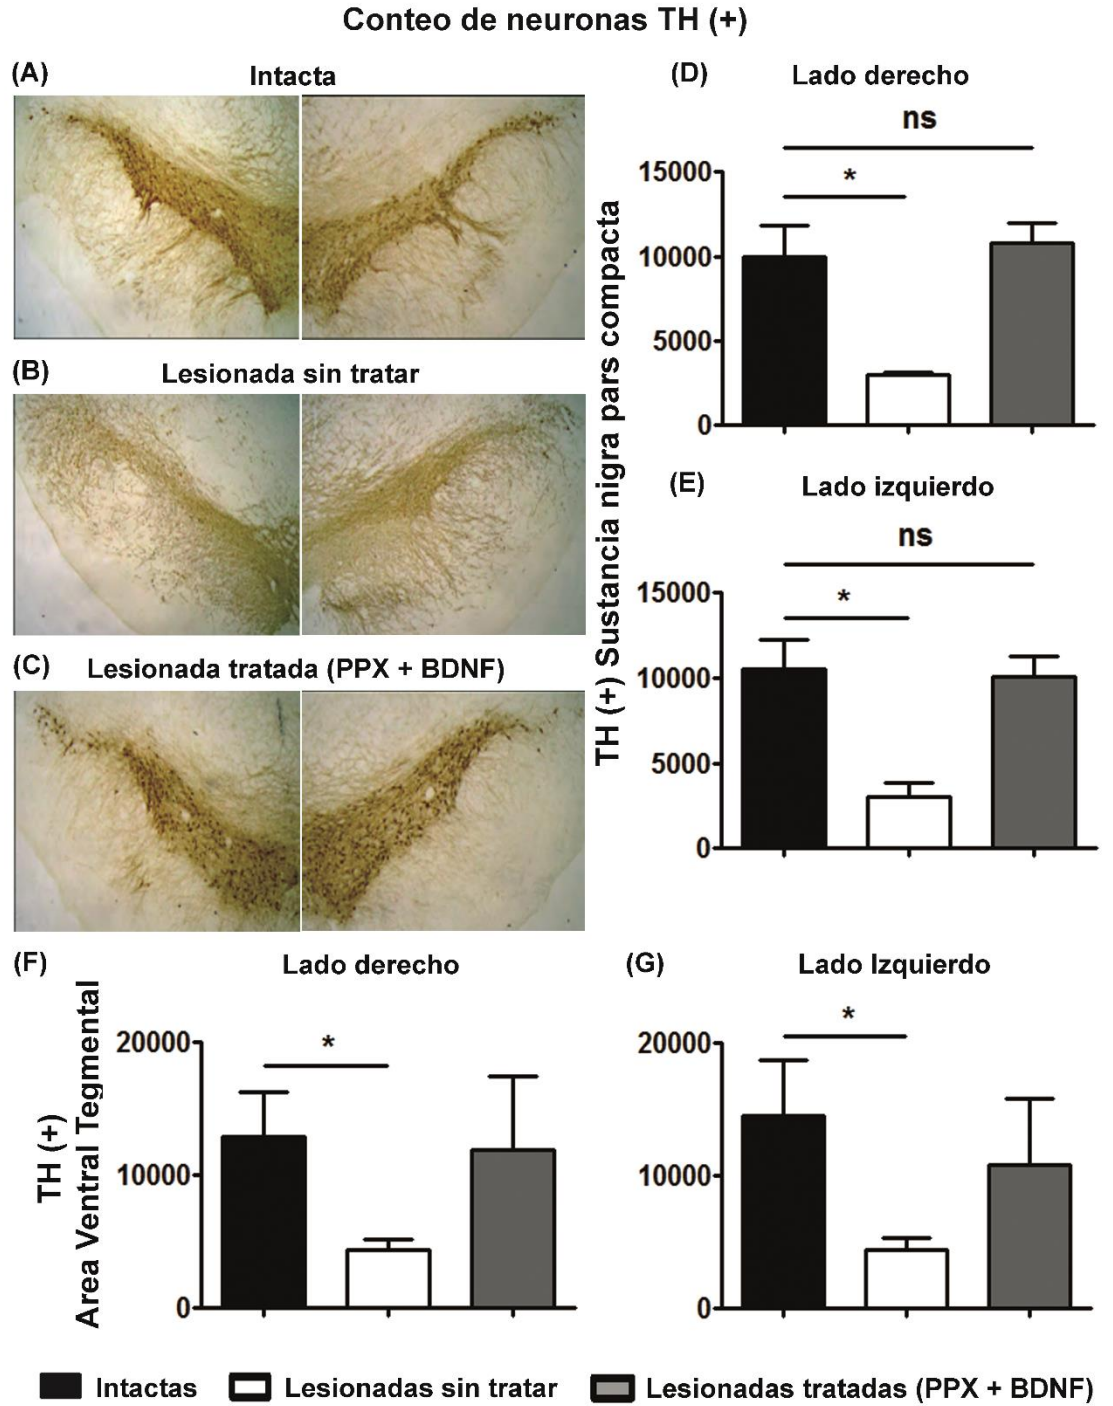 Conteo de neuronas TH (+)
(A)
Intacta
(B)
Lesionada sin tratar
(C)
Lesionada tratada (PPX + BDNF)
TH (+) Sustancia nigra pars compacta
(D)
Lado derecho
ns
*
15000
10000
5000
0
(E)
Lado izquierdo
ns
*
15000
10000
5000
0
(F)
Lado derecho
TH (+)
Area Ventral Tegmental
*
20000
10000
0
(G)
Lado Izquierdo
*
20000
10000
0
Intactas
Lesionadas sin tratar
Lesionadas tratadas (PPX + BDNF)